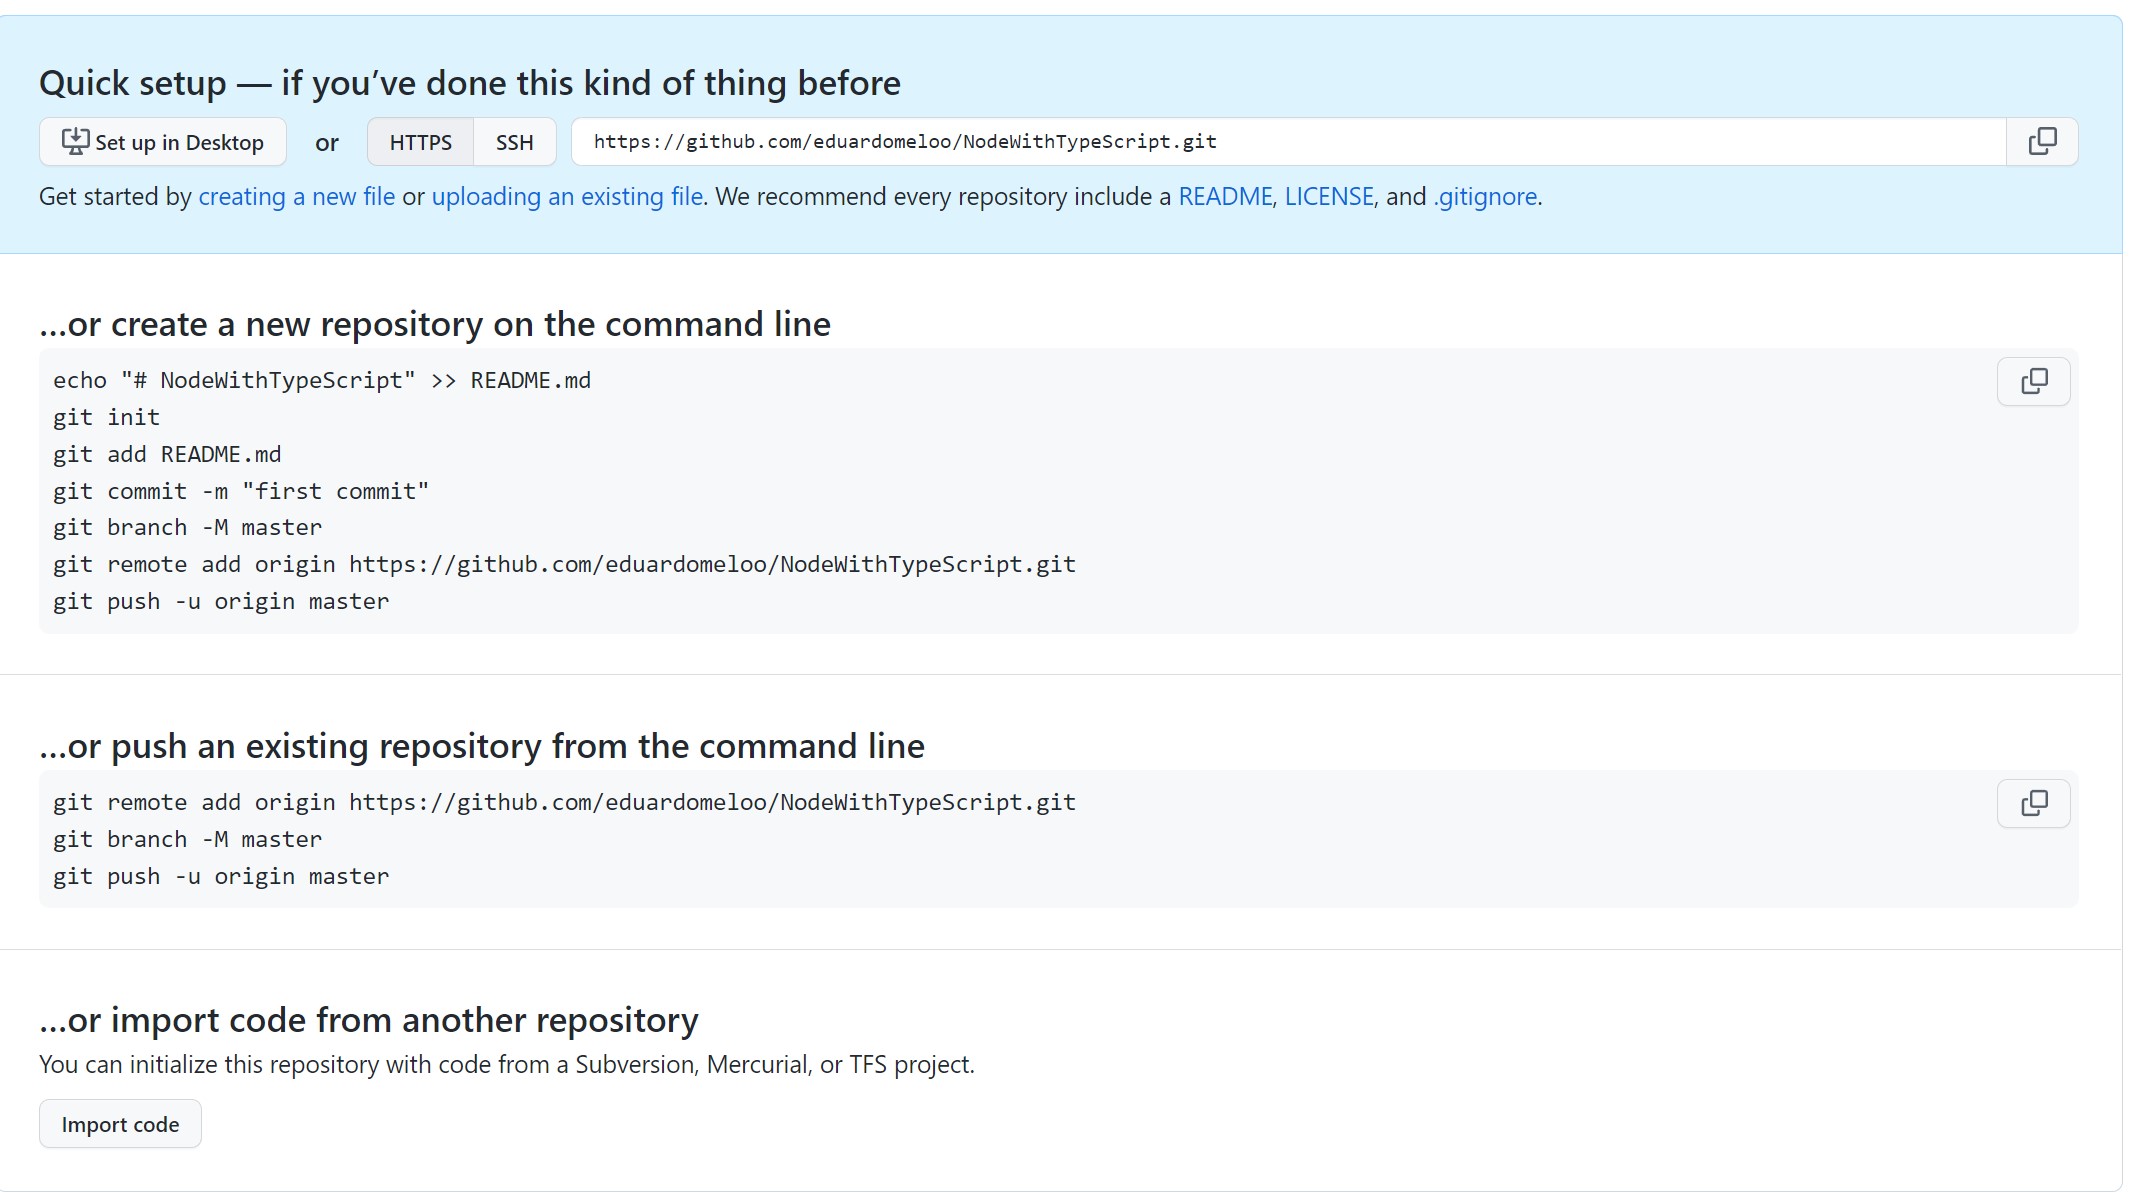 Quick setup — if you’ve done this kind of thing before
Set up in Desktop or HTTPS SSH https://github.com/eduardomeloo/NodeWithTypeScript.git
Get started by creating a new file or uploading an existing file. We recommend every repository include a README, LICENSE, and .gitignore.
…or create a new repository on the command line
echo "# NodeWithTypeScript" >> README.md
git init
git add README.md
git commit -m "first commit"
git branch -M master
git remote add origin https://github.com/eduardomeloo/NodeWithTypeScript.git
git push -u origin master
…or push an existing repository from the command line
git remote add origin https://github.com/eduardomeloo/NodeWithTypeScript.git
git branch -M master
git push -u origin master
…or import code from another repository
You can initialize this repository with code from a Subversion, Mercurial, or TFS project.
Import code